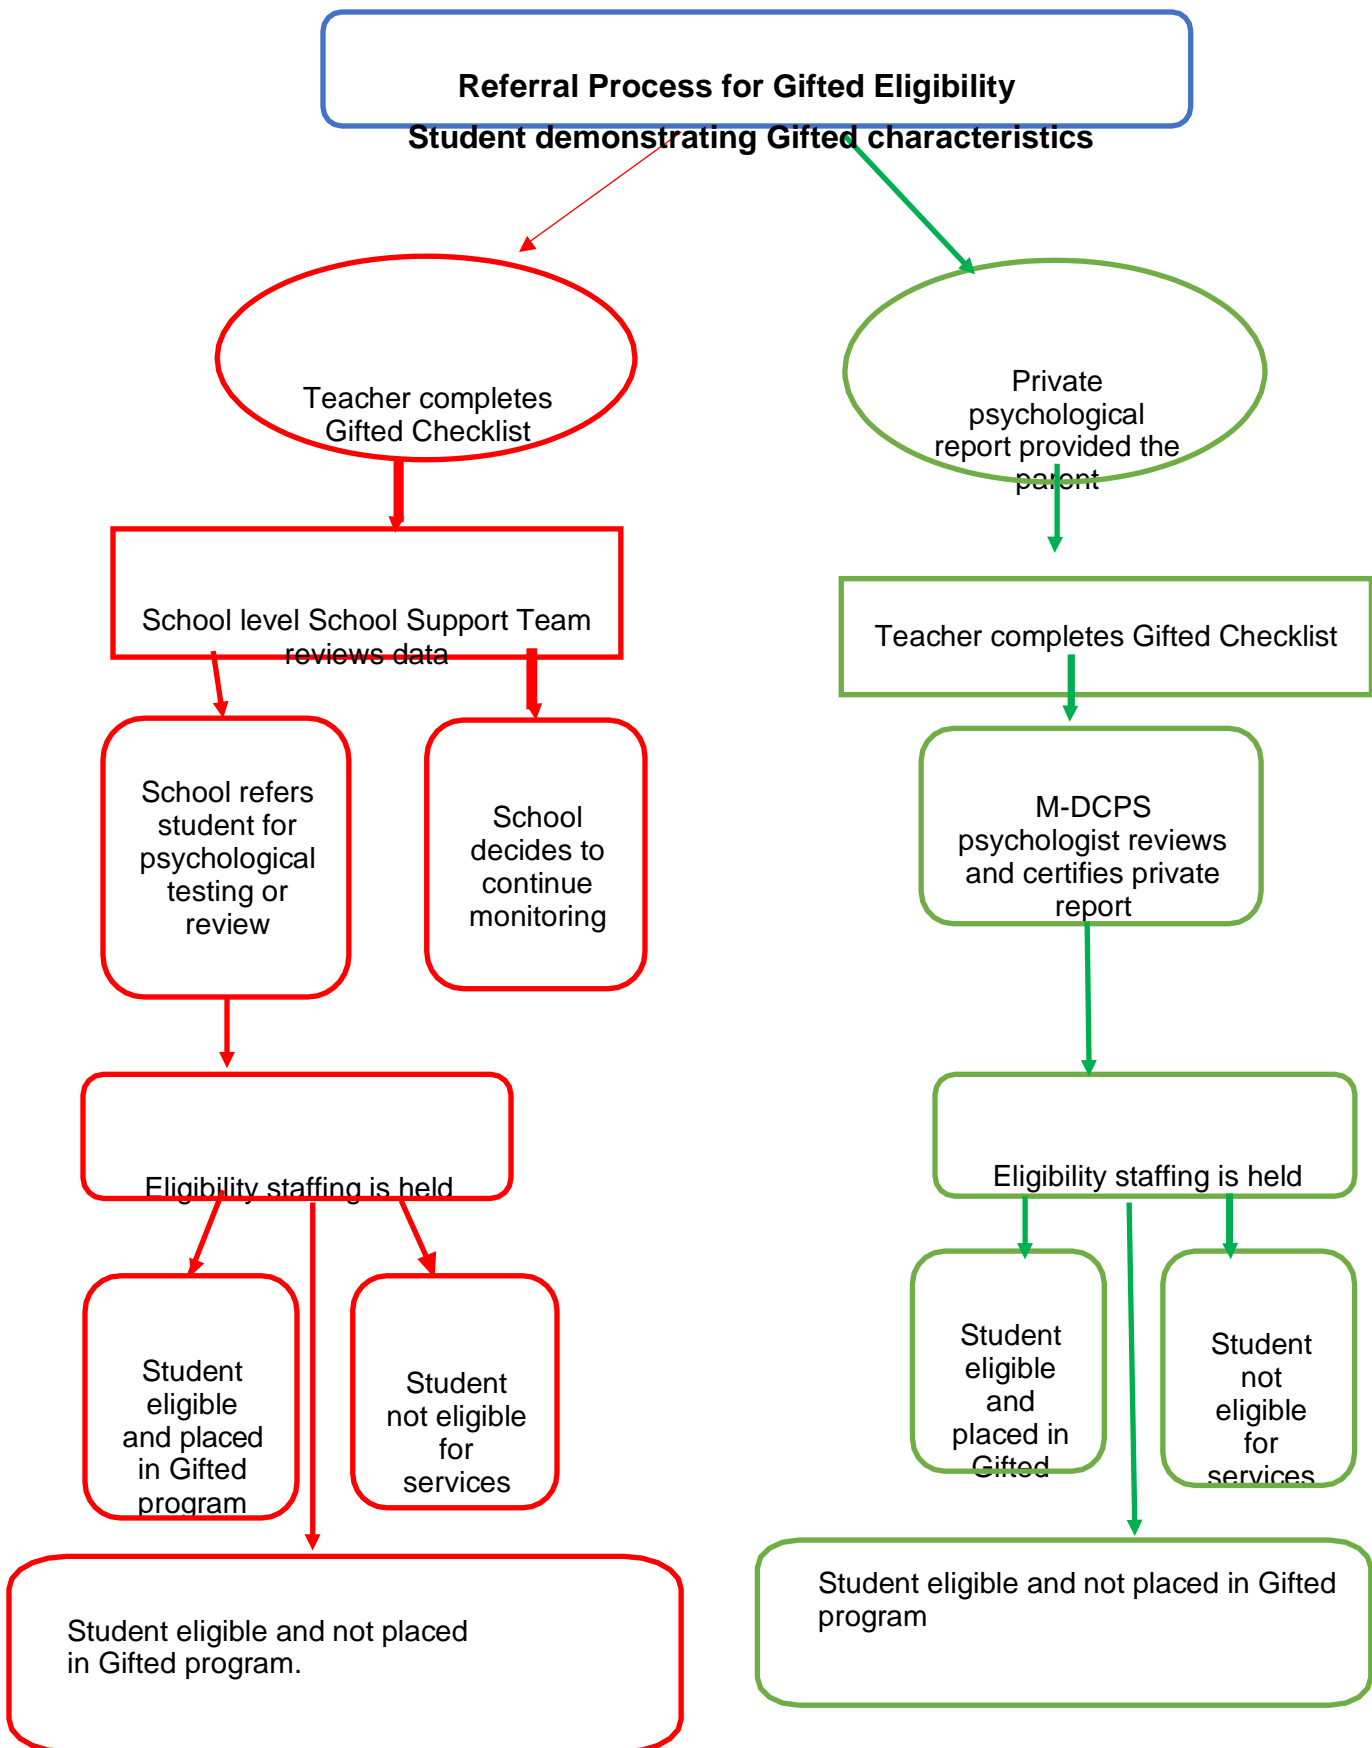 Referral Process for Gifted Eligibility
Student demonstrating Gifted characteristics
Teacher completes
Gifted Checklist
Private
psychological
report provided the
parent
School level School Support Team
reviews data
Teacher completes Gifted Checklist
School refers
student for
psychological
testing or
review
School
decides to
continue
monitoring
M-DCPS
psychologist reviews
and certifies private
report
Eligibility staffing is held
Eligibility staffing is held
Student
eligible
and placed
in Gifted
program
Student
not eligible
for
services
Student
eligible
and
placed in
Gifted
Student
not
eligible
for
services
Student eligible and not placed
in Gifted program.
Student eligible and not placed in Gifted
program